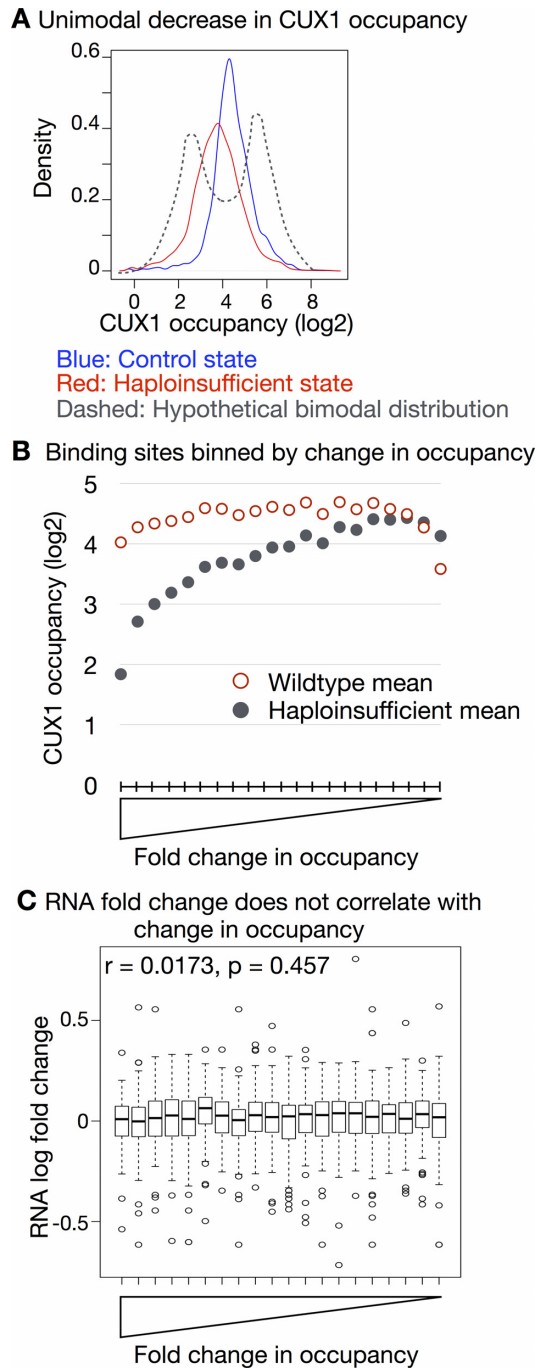 A Unimodal decrease in CUX1 occupancy
0.6
0.4
0.2
0
Density
0 2 4 6 8
CUX1 occupancy (log2)
Blue: Control state
Red: Haploinsufficient state
Dashed: Hypothetical bimodal distribution
B Binding sites binned by change in occupancy
5
4
3
2
1
0
CUX1 occupancy (log2)
Wildtype mean
Haploinsufficient mean
Fold change in occupancy
C RNA fold change does not correlate with
change in occupancy
r = 0.0173, p = 0.457
0.5
0
-0.5
RNA log fold change
Fold change in occupancy